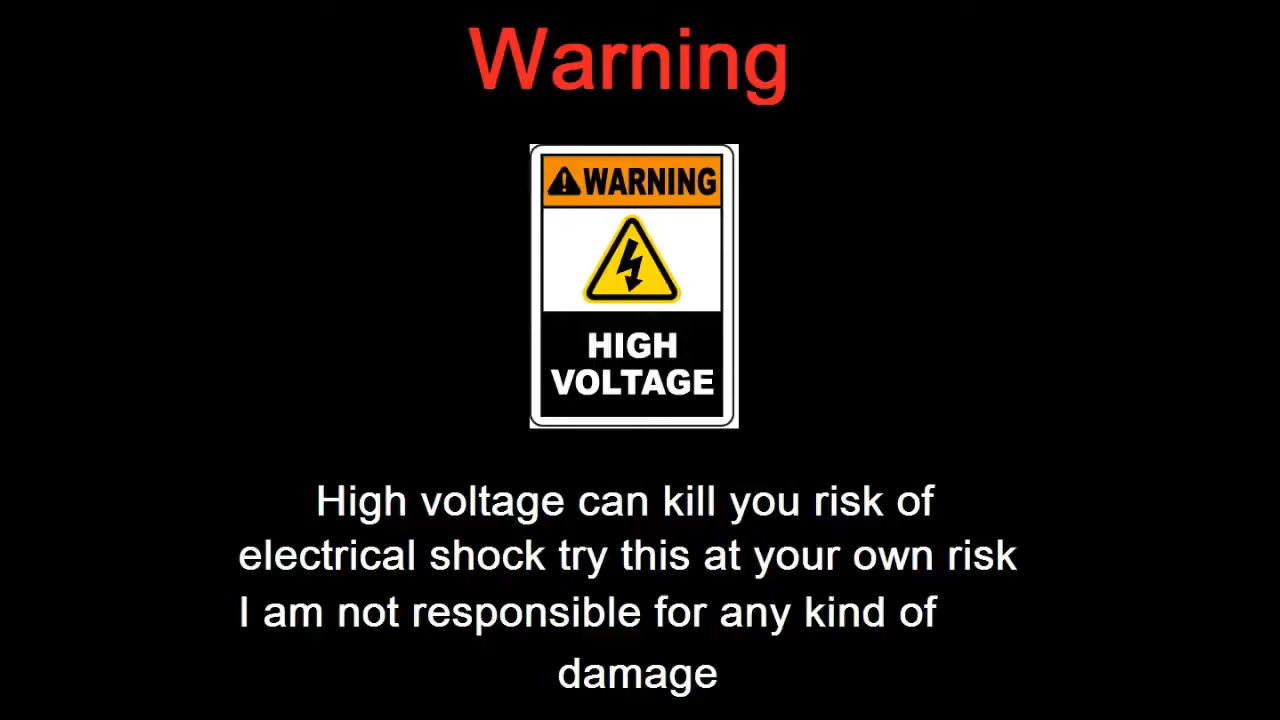 Warning
WARNING
HIGH
VOLTAGE
High voltage can kill you risk of
electrical shock try this at your own risk
I am not responsible for any kind of
damage